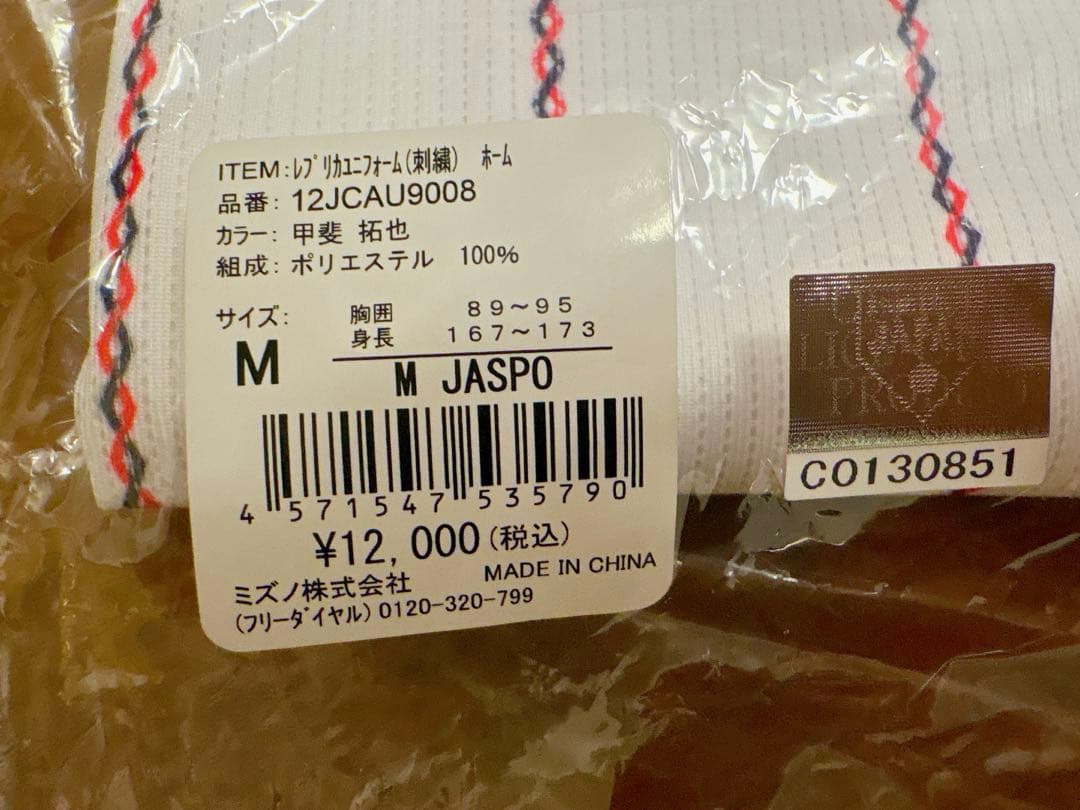 ITEM:ﾚﾌﾟﾘｶﾕﾆﾌｫｰﾑ(刺繍) ﾎｰﾑ
品番: 12JCAU9008
カラー: 甲斐 拓也
組成: ポリエステル 100%
サイズ: 胸囲 89～95
身長 167～173
M
M JASPO
4 571547 535790
¥12,000(税込)
MADE IN CHINA
ミズノ株式会社
(フリーダイヤル) 0120-320-799
CO130851